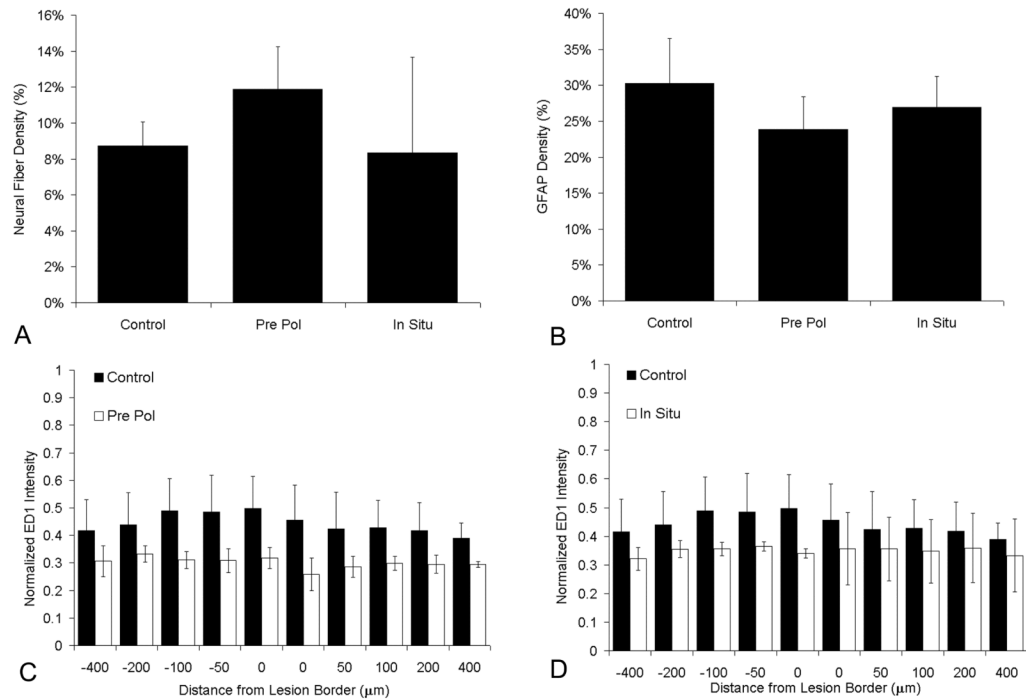 16%
14%
12%
10%
8%
6%
4%
2%
0%
Neural Fiber Density (%)
Control Pre Pol In Situ
A
40%
35%
30%
25%
20%
15%
10%
5%
0%
GFAP Density (%)
Control Pre Pol In Situ
B
1
0.9
0.8
0.7
0.6
0.5
0.4
0.3
0.2
0.1
0
Normalized ED1 Intensity
Control
Pre Pol
-400 -200 -100 -50 0 0 50 100 200 400
Distance from Lesion Border (μm)
C
1
0.9
0.8
0.7
0.6
0.5
0.4
0.3
0.2
0.1
0
Normalized ED1 Intensity
Control
In Situ
-400 -200 -100 -50 0 0 50 100 200 400
Distance from Lesion Border (μm)
D